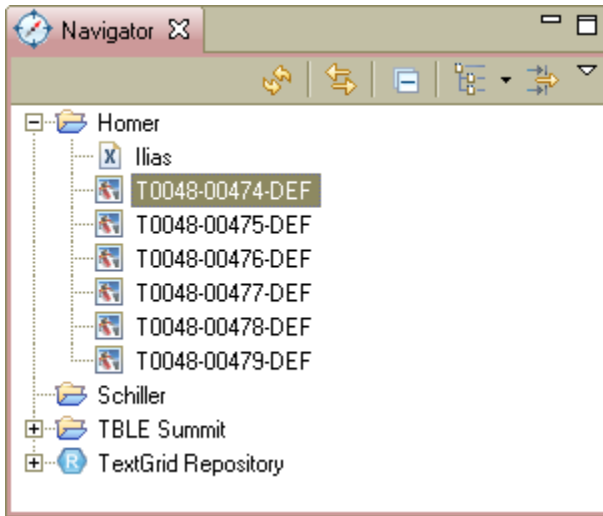 Navigator
Homer
Ilias
T0048-00474-DEF
T0048-00475-DEF
T0048-00476-DEF
T0048-00477-DEF
T0048-00478-DEF
T0048-00479-DEF
Schiller
TBLE Summit
TextGrid Repository